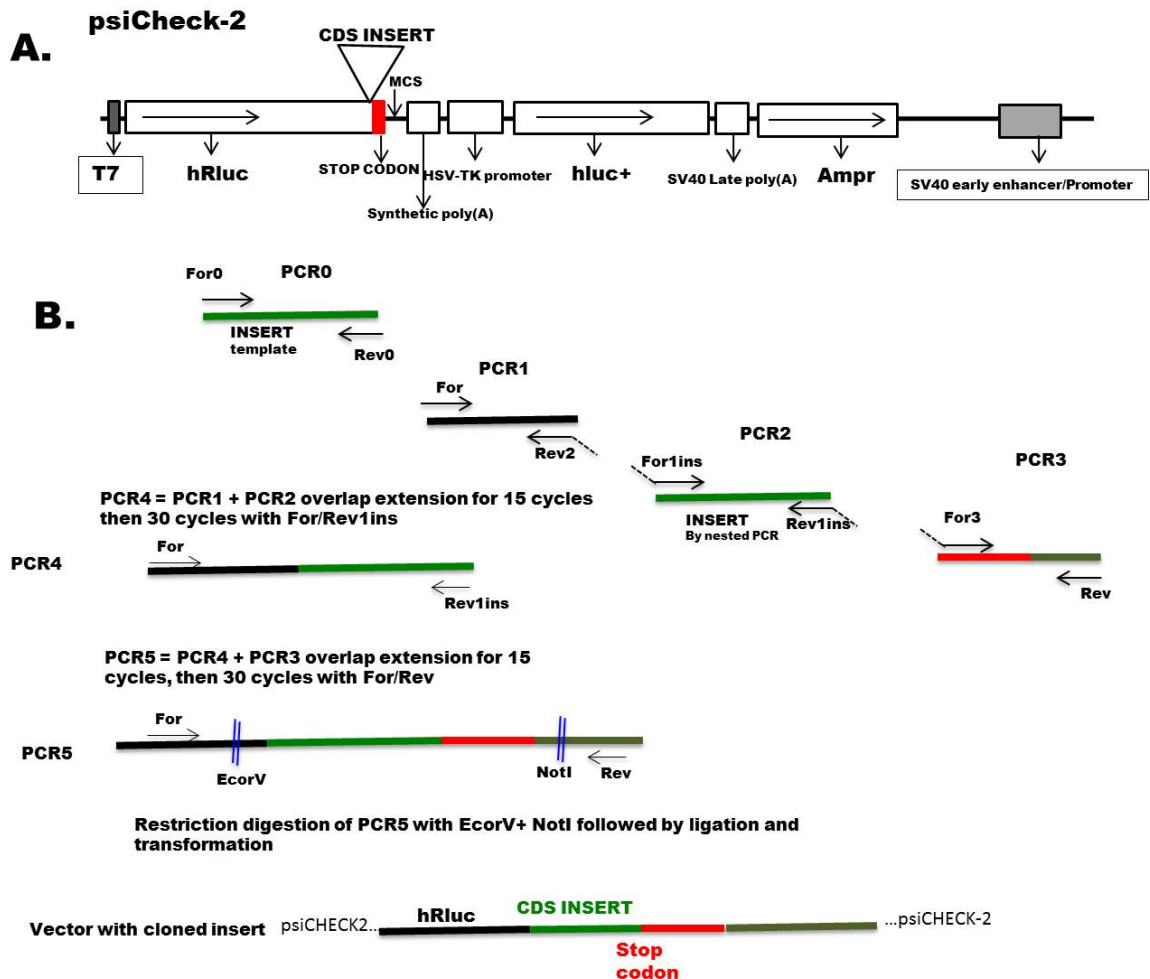 psiCheck-2
A.
CDS INSERT
MCS
T7
hRluc
STOP CODON
Synthetic poly(A)
HSV-TK promoter
hluc+
SV40 Late poly(A)
Ampr
SV40 early enhancer/Promoter
B.
For0
PCR0
INSERT
template
Rev0
PCR1
For
Rev2
PCR2
For1ins
INSERT
By nested PCR
Rev1ins
PCR3
For3
Rev
PCR4 = PCR1 + PCR2 overlap extension for 15 cycles
then 30 cycles with For/Rev1ins
PCR4
For
Rev1ins
PCR5 = PCR4 + PCR3 overlap extension for 15
cycles, then 30 cycles with For/Rev
PCR5
For
EcorV
NotI
Rev
Restriction digestion of PCR5 with EcorV+ NotI followed by ligation and
transformation
Vector with cloned insert
psiCHECK2...
hRluc
CDS INSERT
Stop
codon
...psiCHECK-2